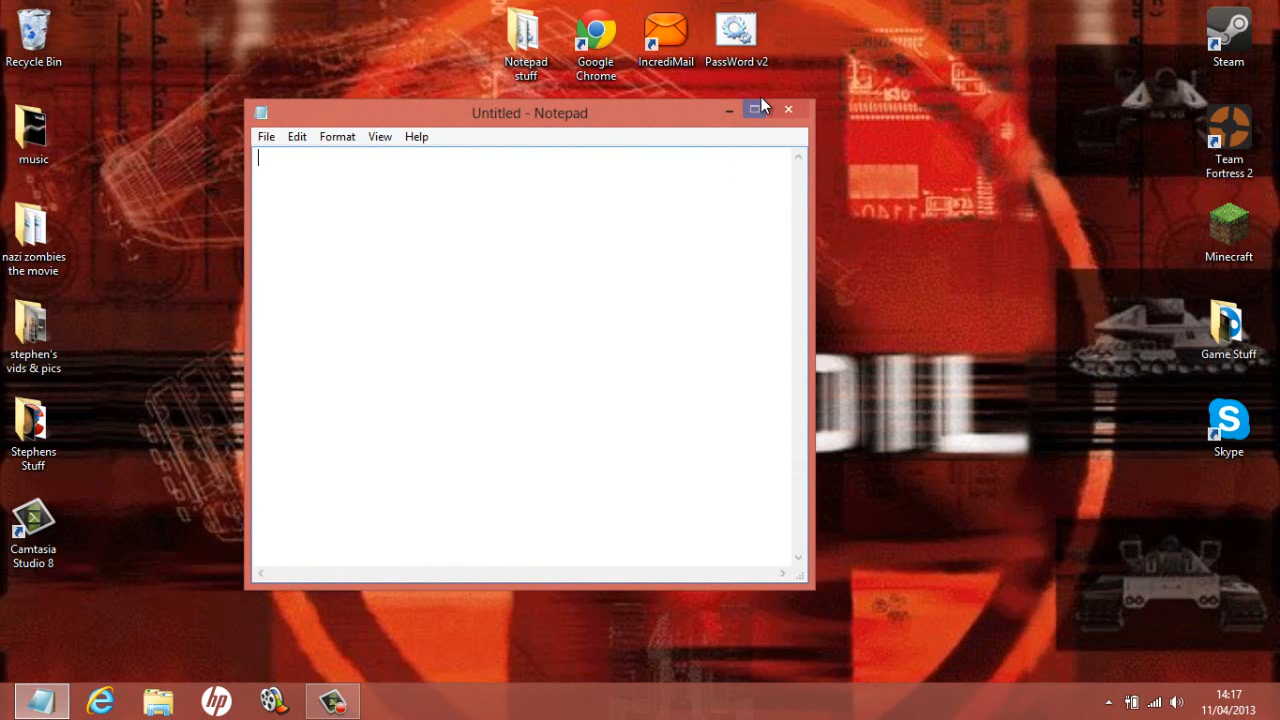 Recycle Bin
Notepad
stuff
Google
Chrome
IncrediMail
PassWord v2
Steam
Untitled - Notepad
File Edit Format View Help
music
Team
Fortress 2
nazi zombies
the movie
Minecraft
stephen's
vids & pics
Game Stuff
Stephens
Stuff
S
Skype
Camtasia
Studio 8
hp
14:17
11/04/2013